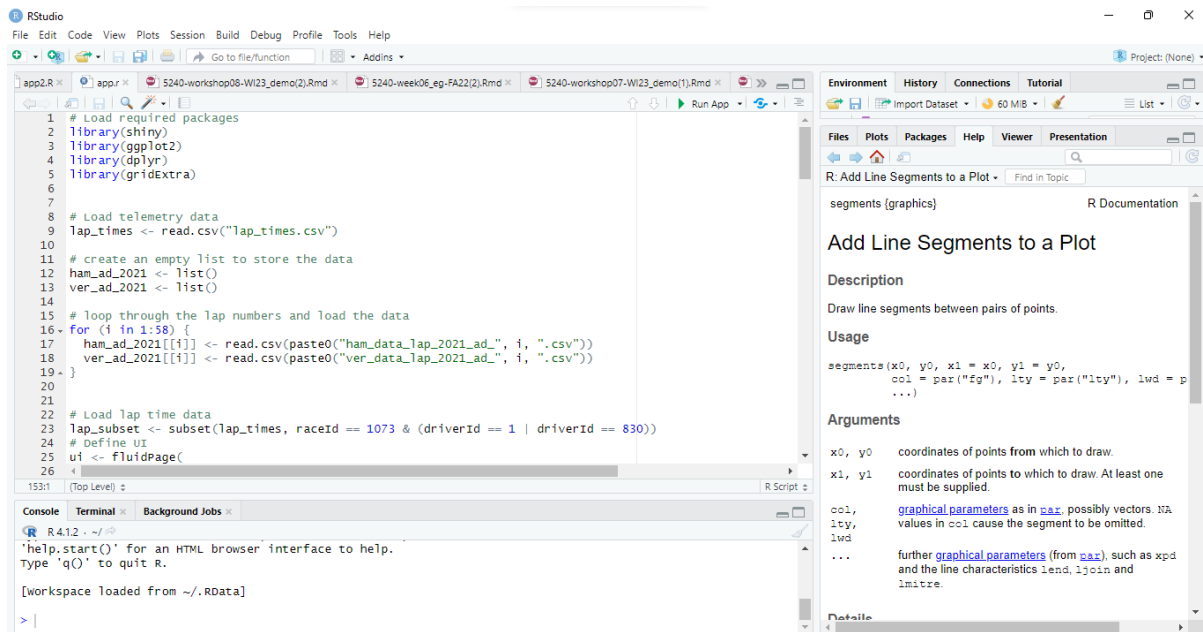 RStudio
File Edit Code View Plots Session Build Debug Profile Tools Help
Go to file/function Addins Project: (None)
app2.R app.r 5240-workshop08-WI23_demo(2).Rmd 5240-week06_eg-FA22(2).Rmd 5240-workshop07-WI23_demo(1).Rmd
Run App
1 # Load required packages
2 library(shiny)
3 library(ggplot2)
4 library(dplyr)
5 library(gridExtra)
6
7
8 # Load telemetry data
9 lap_times <- read.csv("lap_times.csv")
10
11 # create an empty list to store the data
12 ham_ad_2021 <- list()
13 ver_ad_2021 <- list()
14
15 # loop through the lap numbers and load the data
16 for (i in 1:58) {
17 ham_ad_2021[[i]] <- read.csv(paste0("ham_data_lap_2021_ad_", i, ".csv"))
18 ver_ad_2021[[i]] <- read.csv(paste0("ver_data_lap_2021_ad_", i, ".csv"))
19 }
20
21
22 # Load lap time data
23 lap_subset <- subset(lap_times, raceId == 1073 & (driverId == 1 | driverId == 830))
24 # Define UI
25 ui <- fluidPage(
26
153:1 (Top Level) R Script
Console Terminal Background Jobs
R 4.1.2 . ~/
'help.start()' for an HTML browser interface to help.
Type 'q()' to quit R.
[Workspace loaded from ~/.RData]
>
Environment History Connections Tutorial
Import Dataset 60 MiB List
Files Plots Packages Help Viewer Presentation
R: Add Line Segments to a Plot Find in Topic
segments {graphics} R Documentation
Add Line Segments to a Plot
Description
Draw line segments between pairs of points.
Usage
segments(x0, y0, x1 = x0, y1 = y0,
col = par("fg"), lty = par("lty"), lwd = p
...)
Arguments
x0, y0 coordinates of points from which to draw.
x1, y1 coordinates of points to which to draw. At least one
must be supplied.
col, graphical parameters as in par, possibly vectors. NA
lty, values in col cause the segment to be omitted.
lwd
... further graphical parameters (from par), such as xpd
and the line characteristics lend, ljoin and
lmitre.
Details